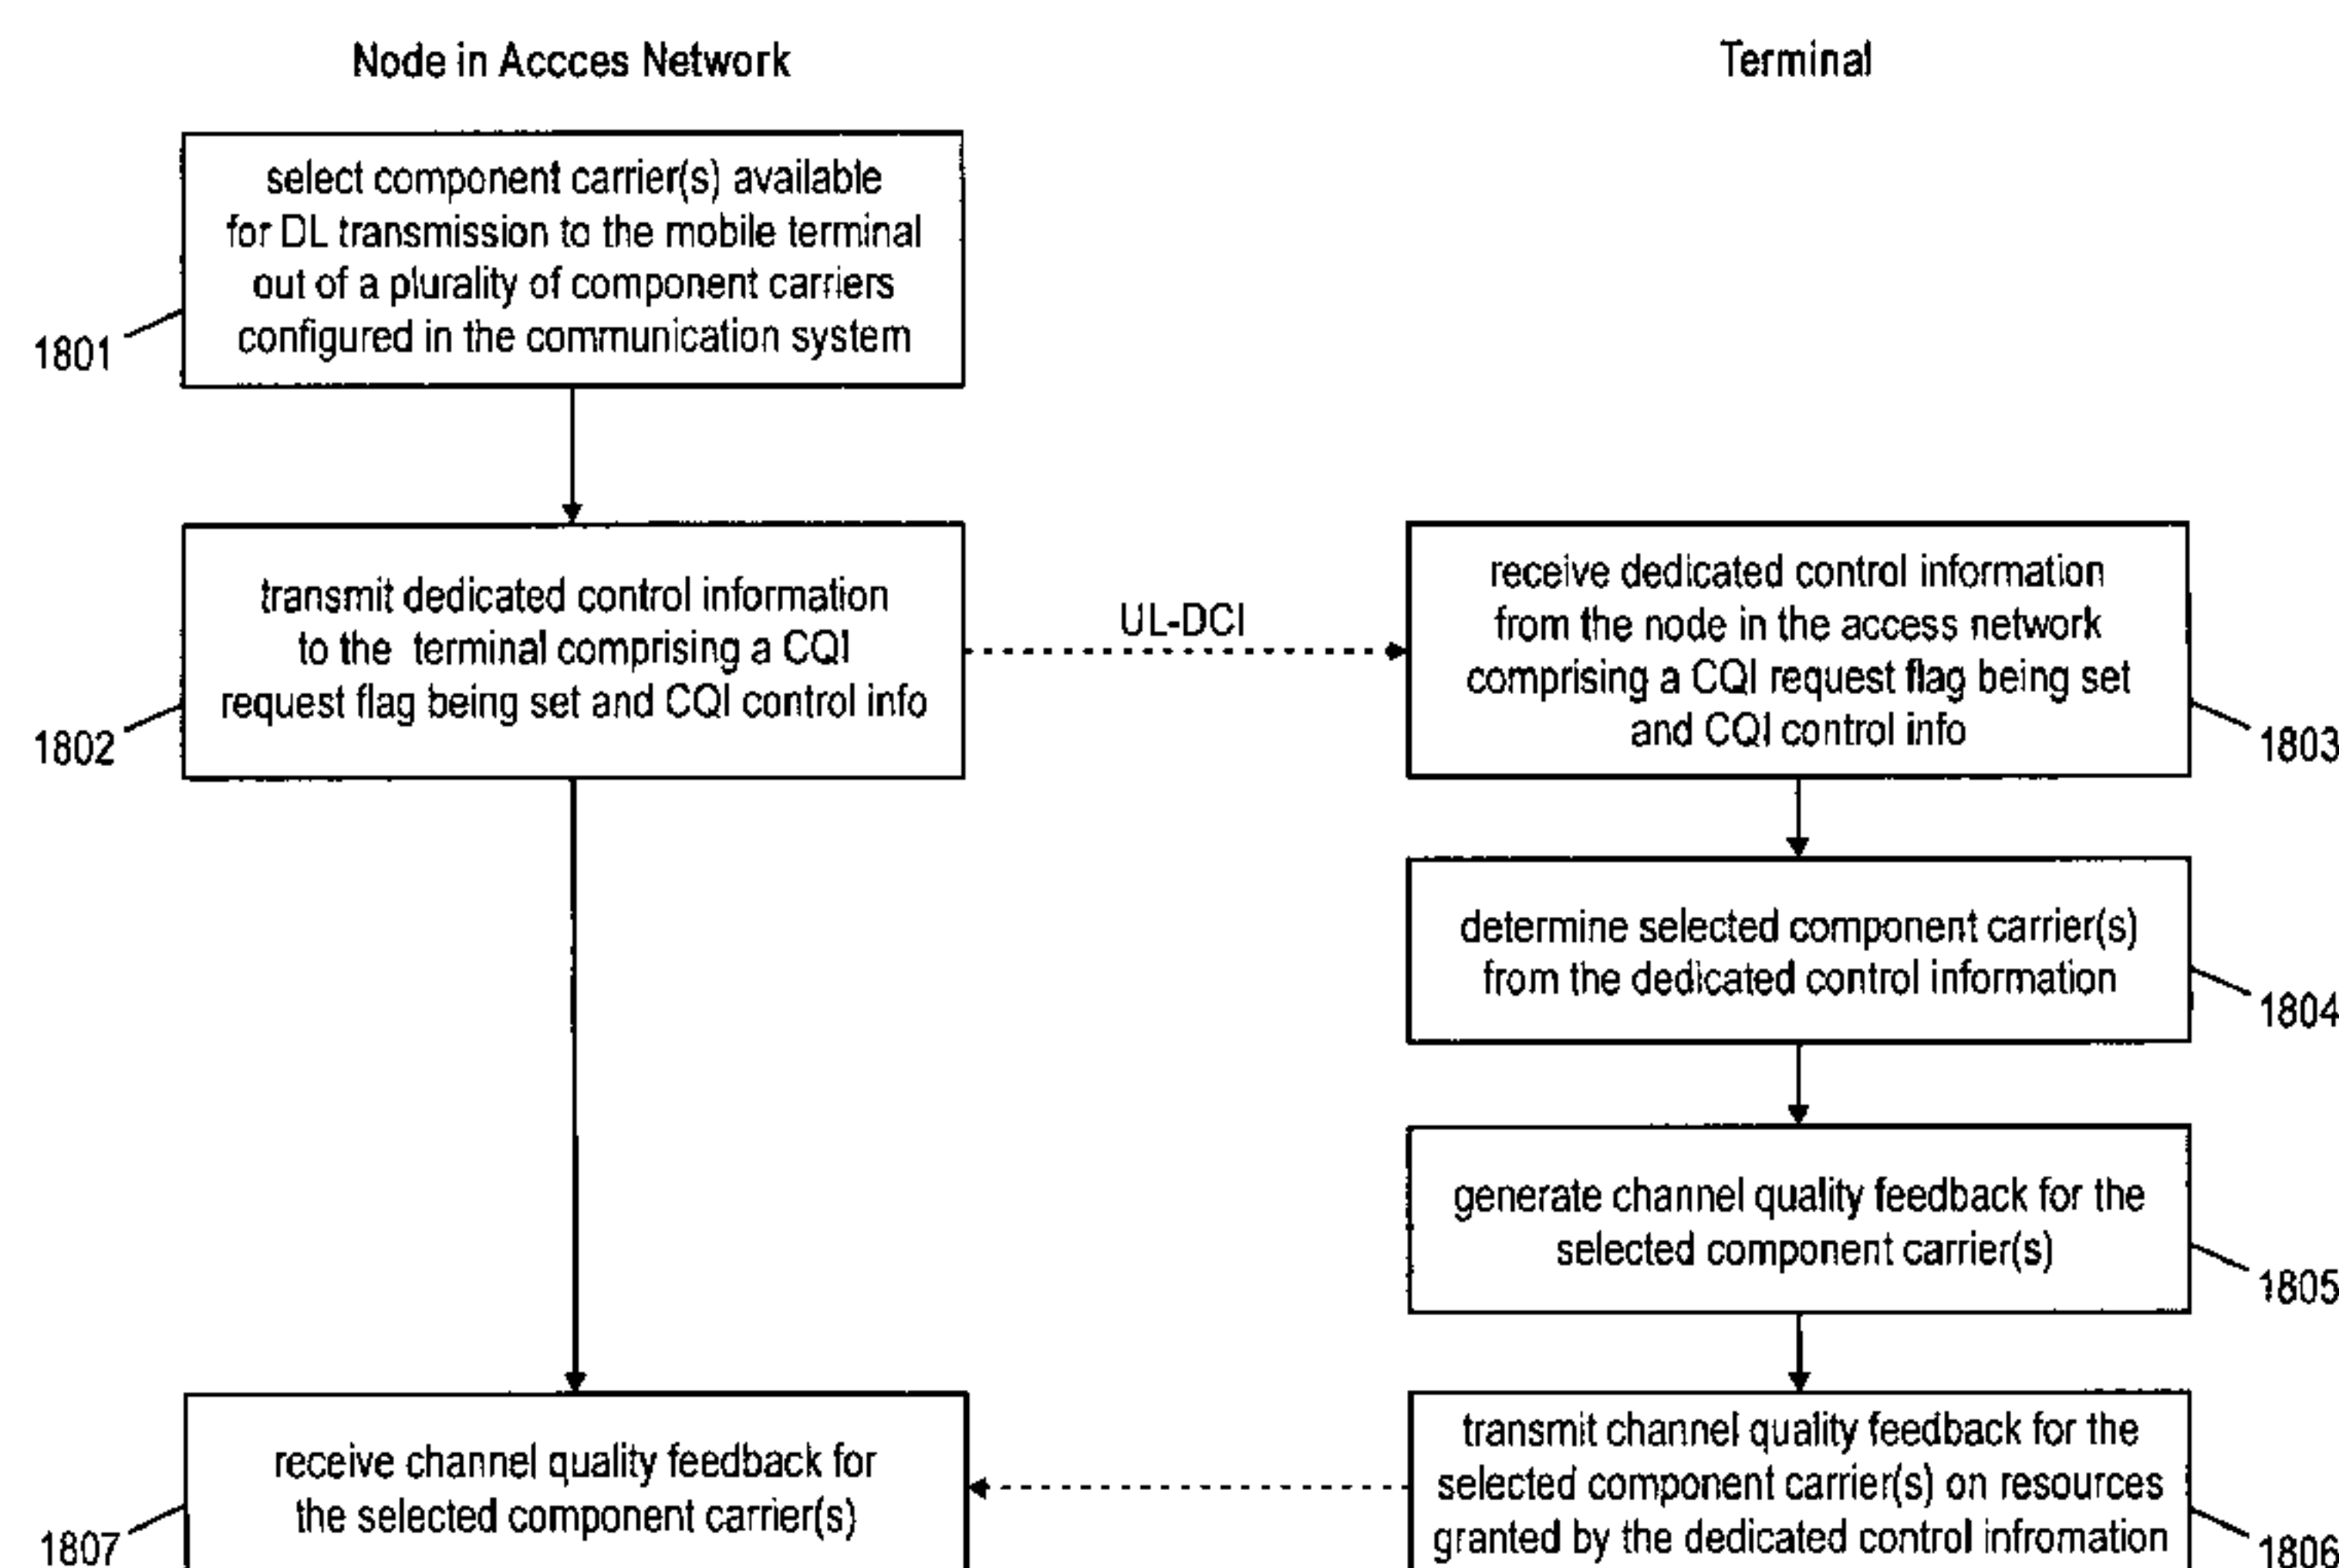 Node in Accces Network
Terminal
select component carrier(s) available
for DL transmission to the mobile terminal
out of a plurality of component carriers
configured in the communication system
1801
transmit dedicated control information
to the terminal comprising a CQI
request flag being set and CQI control info
1802
UL-DCI
receive dedicated control information
from the node in the access network
comprising a CQI request flag being set
and CQI control info
1803
determine selected component carrier(s)
from the dedicated control information
1804
generate channel quality feedback for the
selected component carrier(s)
1805
transmit channel quality feedback for the
selected component carrier(s) on resources
granted by the dedicated control infromation
1806
receive channel quality feedback for
the selected component carrier(s)
1807